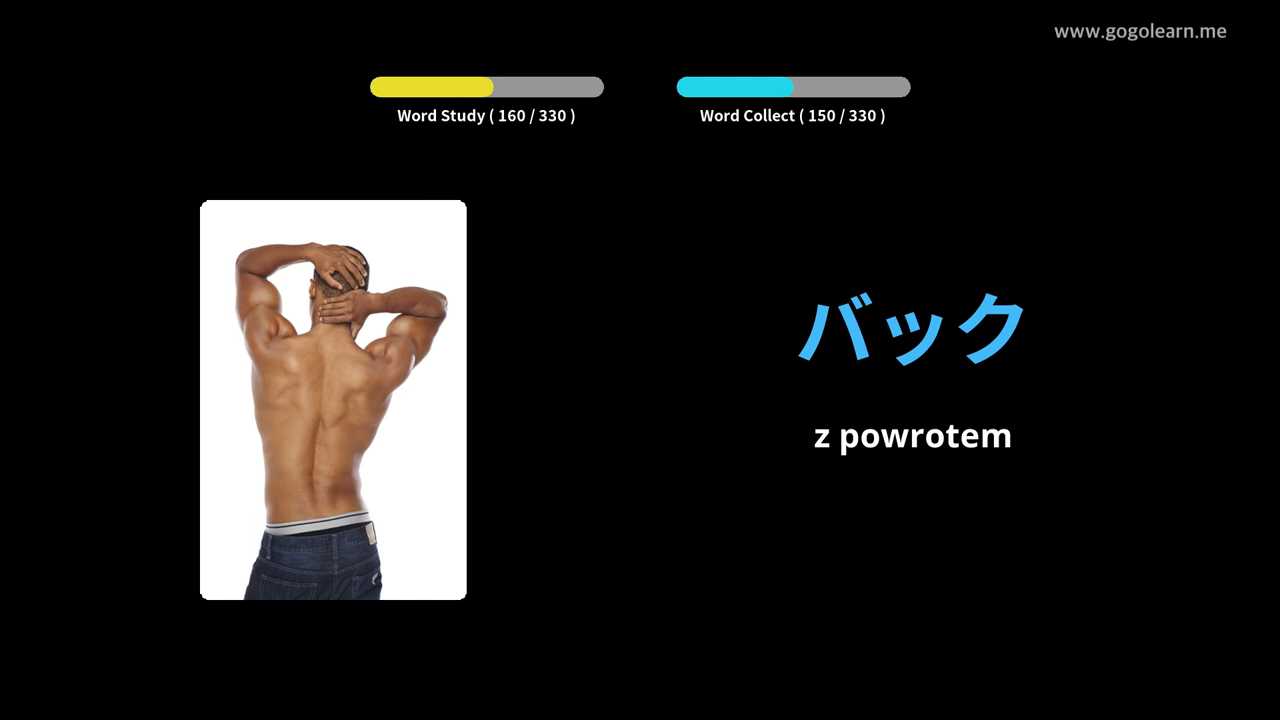 www.gogolearn.me
Word Study ( 160 / 330 )
Word Collect ( 150 / 330 )
バック
z powrotem